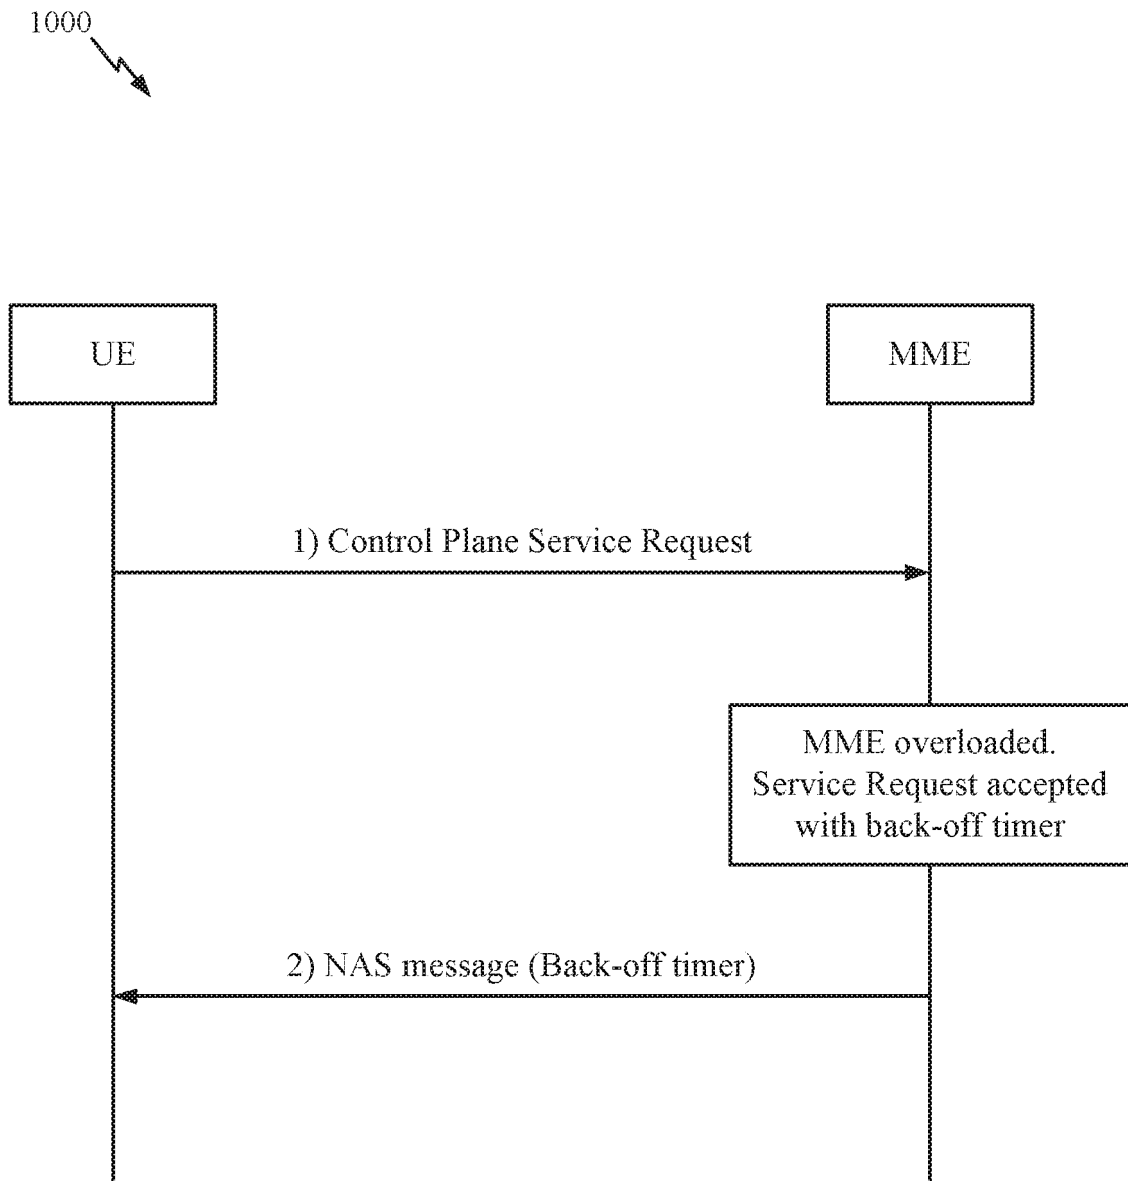 1000
UE
MME
1) Control Plane Service Request
MME overloaded.
Service Request accepted
with back-off timer
2) NAS message (Back-off timer)